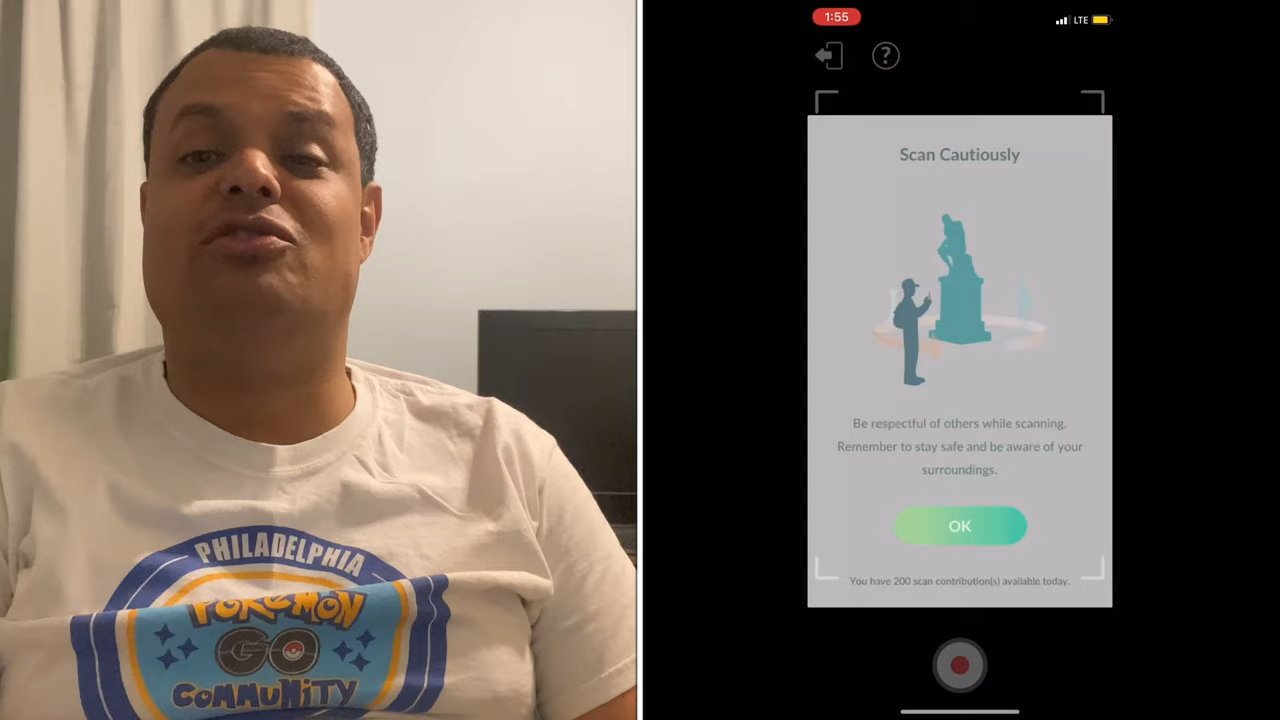 PHILADELPHIA
POKéMON
GO
COMMUNITY
1:55
LTE
?
Scan Cautiously
Be respectful of others while scanning.
Remember to stay safe and be aware of your
surroundings.
OK
You have 200 scan contribution(s) available today.